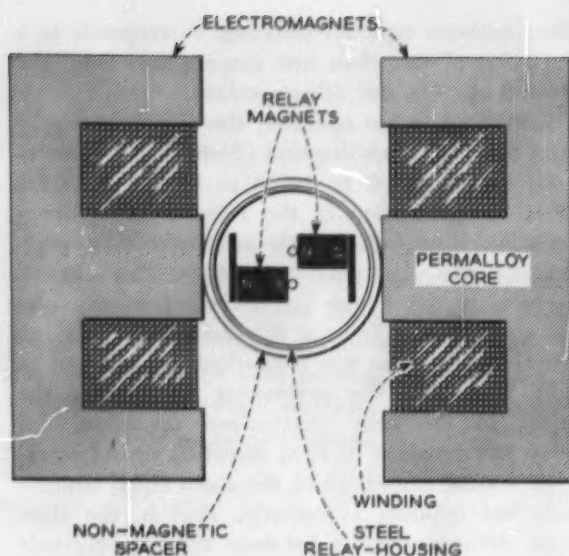 ELECTROMAGNETS
RELAY
MAGNETS
PERMALLOY
CORE
WINDING
NON-MAGNETIC
SPACER
STEEL
RELAY-HOUSING